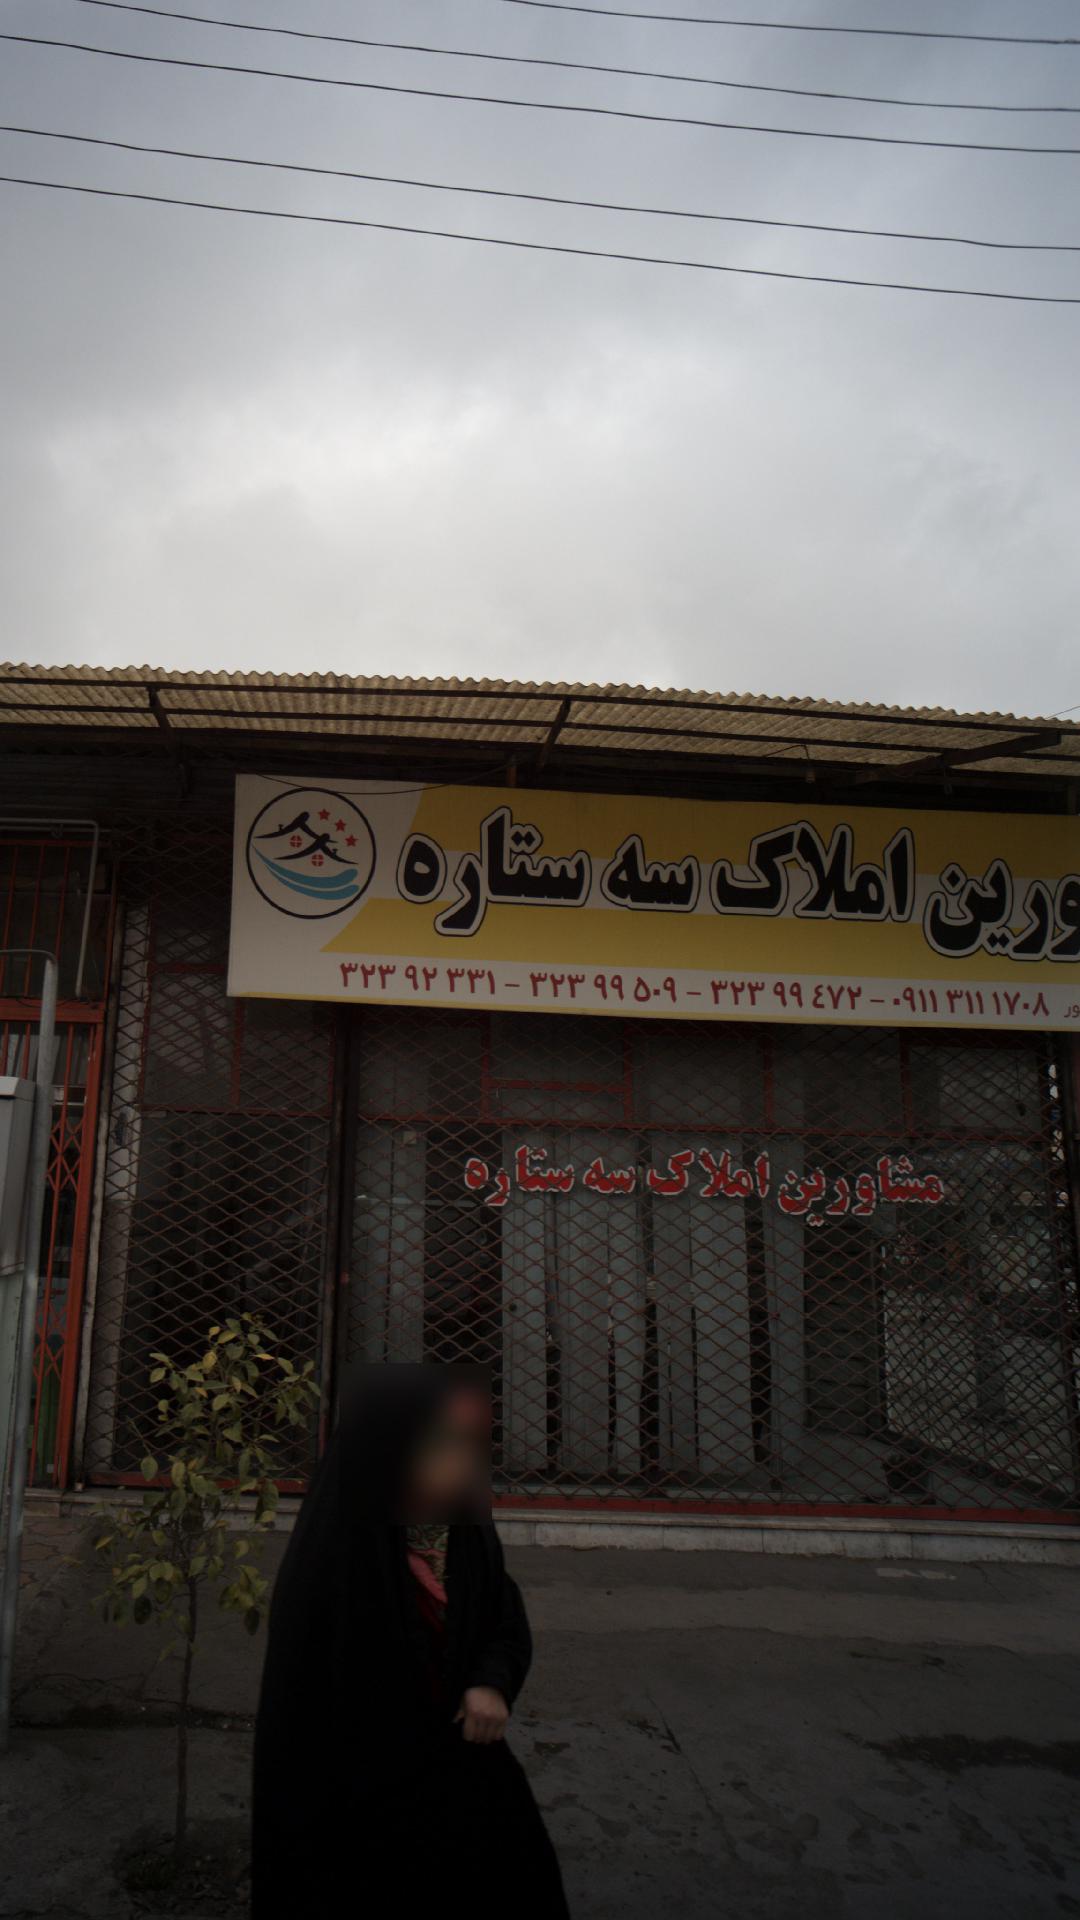 ورین املاک سه ستاره
۳۲۳ ۹۲ ۳۳۱ - ۳۲۳ ۹۹ ۵۰۹ - ۳۲۳ ۹۹ ٤۷۲ - ۰۹۱۱ ۳۱۱ ۱۷۰۸
مشاورین املاک سه ستاره